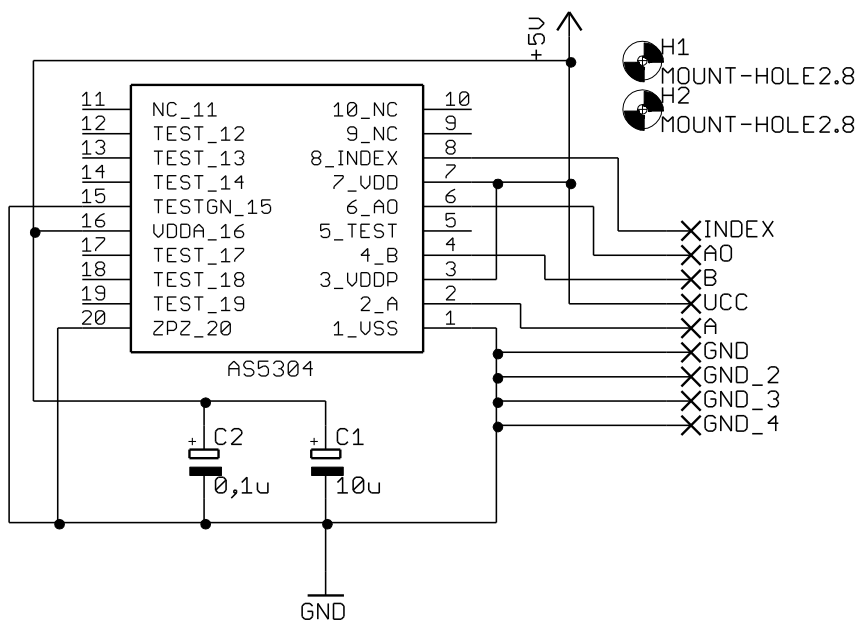 +5V
H1
MOUNT-HOLE2.8
H2
MOUNT-HOLE2.8
11 NC_11 10_NC 10
12 TEST_12 9_NC 9
13 TEST_13 8_INDEX 8
14 TEST_14 7_VDD 7
15 TESTGN_15 6_AO 6
16 VDDA_16 5_TEST 5
17 TEST_17 4_B 4
18 TEST_18 3_VDDP 3
19 TEST_19 2_A 2
20 ZPZ_20 1_VSS 1
AS5304
INDEX
AO
B
UCC
A
GND
GND_2
GND_3
GND_4
+ C2
0,1u
+ C1
10u
GND